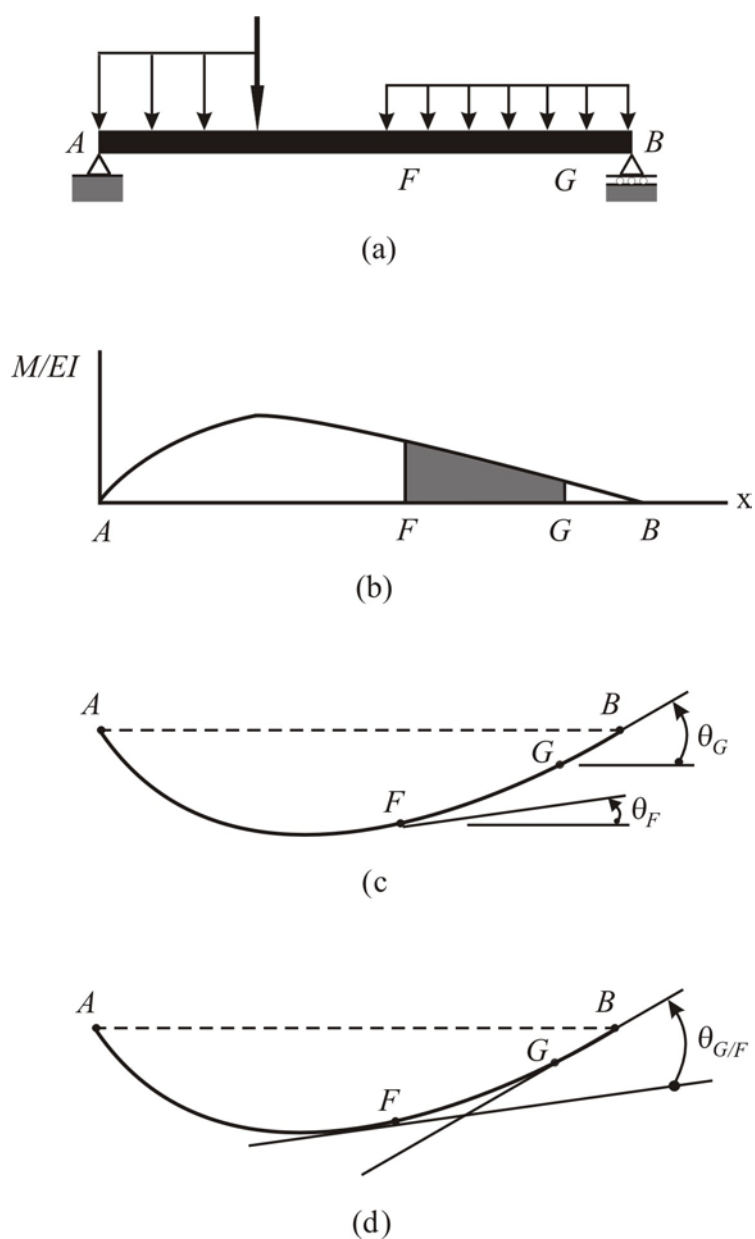 A B
F G
(a)
M/EI
x
A F G B
(b)
A B
G θG
F θF
(c
A B
G θG/F
F
(d)